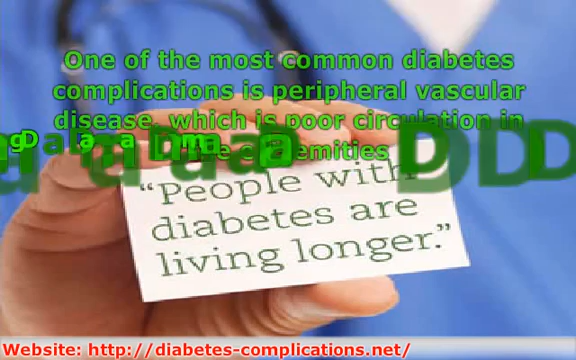 One of the most common diabetes
complications is peripheral vascular
disease, which is poor circulation in
“People with
diabetes are
living longer.”
Website: http://diabetes-complications.net/